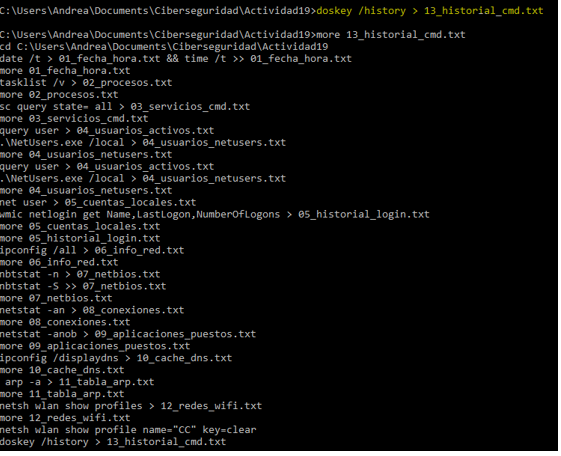 C:\Users\Andrea\Documents\Ciberseguridad\Actividad19>doskey /history > 13_historial_cmd.txt
C:\Users\Andrea\Documents\Ciberseguridad\Actividad19>more 13_historial_cmd.txt
cd C:\Users\Andrea\Documents\Ciberseguridad\Actividad19
date /t > 01_fecha_hora.txt && time /t >> 01_fecha_hora.txt
more 01_fecha_hora.txt
tasklist /v > 02_procesos.txt
more 02_procesos.txt
sc query state= all > 03_servicios_cmd.txt
more 03_servicios_cmd.txt
query user > 04_usuarios_activos.txt
.\NetUsers.exe /local > 04_usuarios_netusers.txt
more 04_usuarios_netusers.txt
query user > 04_usuarios_activos.txt
.\NetUsers.exe /local > 04_usuarios_netusers.txt
more 04_usuarios_netusers.txt
net user > 05_cuentas_locales.txt
wmic netlogin get Name,LastLogon,NumberOfLogons > 05_historial_login.txt
more 05_cuentas_locales.txt
more 05_historial_login.txt
ipconfig /all > 06_info_red.txt
more 06_info_red.txt
nbtstat -n > 07_netbios.txt
nbtstat -S >> 07_netbios.txt
more 07_netbios.txt
netstat -an > 08_conexiones.txt
more 08_conexiones.txt
netstat -anob > 09_aplicaciones_puestos.txt
more 09_aplicaciones_puestos.txt
ipconfig /displaydns > 10_cache_dns.txt
more 10_cache_dns.txt
arp -a > 11_tabla_arp.txt
more 11_tabla_arp.txt
netsh wlan show profiles > 12_redes_wifi.txt
more 12_redes_wifi.txt
netsh wlan show profile name="CC" key=clear
doskey /history > 13_historial_cmd.txt